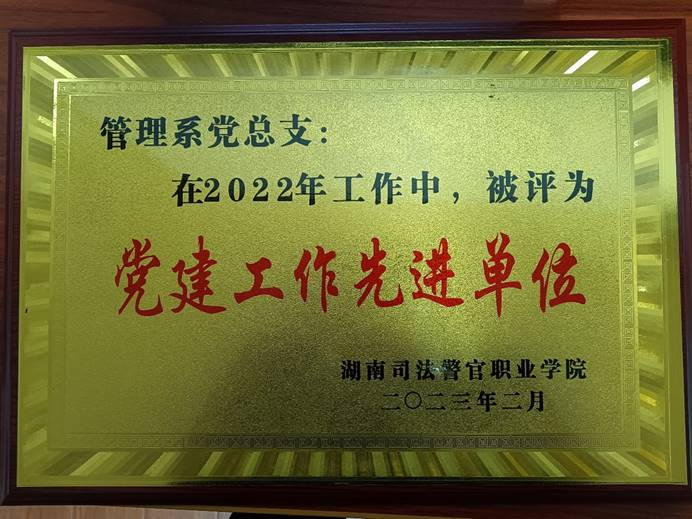 管理系党总支：
在2022年工作中，被评为
党建工作先进单位
湖南司法警官职业学院
二〇二三年二月